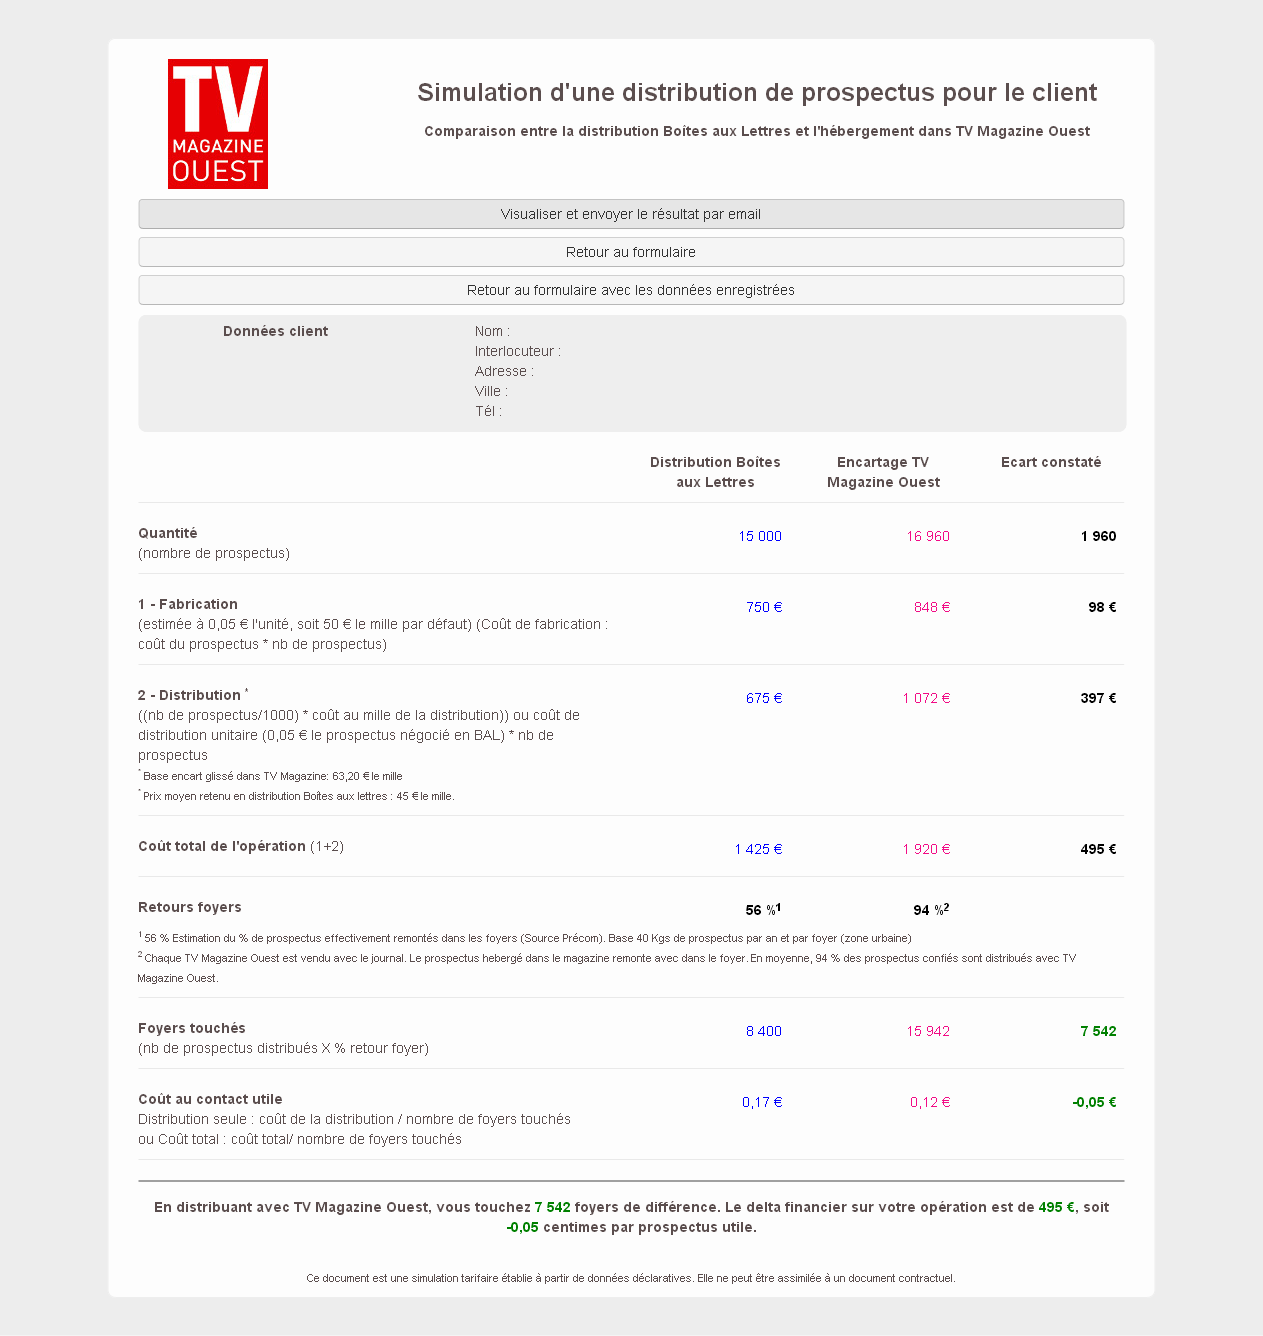 TV
MAGAZINE
OUEST
Simulation d'une distribution de prospectus pour le client
Comparaison entre la distribution Boîtes aux Lettres et l'hébergement dans TV Magazine Ouest
Visualiser et envoyer le résultat par email
Retour au formulaire
Retour au formulaire avec les données enregistrées
Données client
Nom :
Interlocuteur :
Adresse :
Ville :
Tél :
Distribution Boîtes aux Lettres
Encartage TV Magazine Ouest
Ecart constaté
Quantité
(nombre de prospectus)
15 000
16 960
1 960
1 - Fabrication
(estimée à 0,05 € l'unité, soit 50 € le mille par défaut) (Coût de fabrication :
coût du prospectus * nb de prospectus)
750 €
848 €
98 €
2 - Distribution *
((nb de prospectus/1000) * coût au mille de la distribution)) ou coût de
distribution unitaire (0,05 € le prospectus négocié en BAL) * nb de
prospectus
* Base encart glissé dans TV Magazine: 63,20 € le mille
* Prix moyen retenu en distribution Boîtes aux lettres : 45 € le mille.
675 €
1 072 €
397 €
Coût total de l'opération (1+2)
1 425 €
1 920 €
495 €
Retours foyers
56 %1
94 %2
1 56 % Estimation du % de prospectus effectivement remontés dans les foyers (Source Précom). Base 40 Kgs de prospectus par an et par foyer (zone urbaine)
2 Chaque TV Magazine Ouest est vendu avec le journal. Le prospectus hebergé dans le magazine remonte avec dans le foyer. En moyenne, 94 % des prospectus confiés sont distribués avec TV
Magazine Ouest.
Foyers touchés
(nb de prospectus distribués X % retour foyer)
8 400
15 942
7 542
Coût au contact utile
Distribution seule : coût de la distribution / nombre de foyers touchés
ou Coût total : coût total/ nombre de foyers touchés
0,17 €
0,12 €
-0,05 €
En distribuant avec TV Magazine Ouest, vous touchez 7 542 foyers de différence. Le delta financier sur votre opération est de 495 €, soit
-0,05 centimes par prospectus utile.
Ce document est une simulation tarifaire établie à partir de données déclaratives. Elle ne peut être assimilée à un document contractuel.